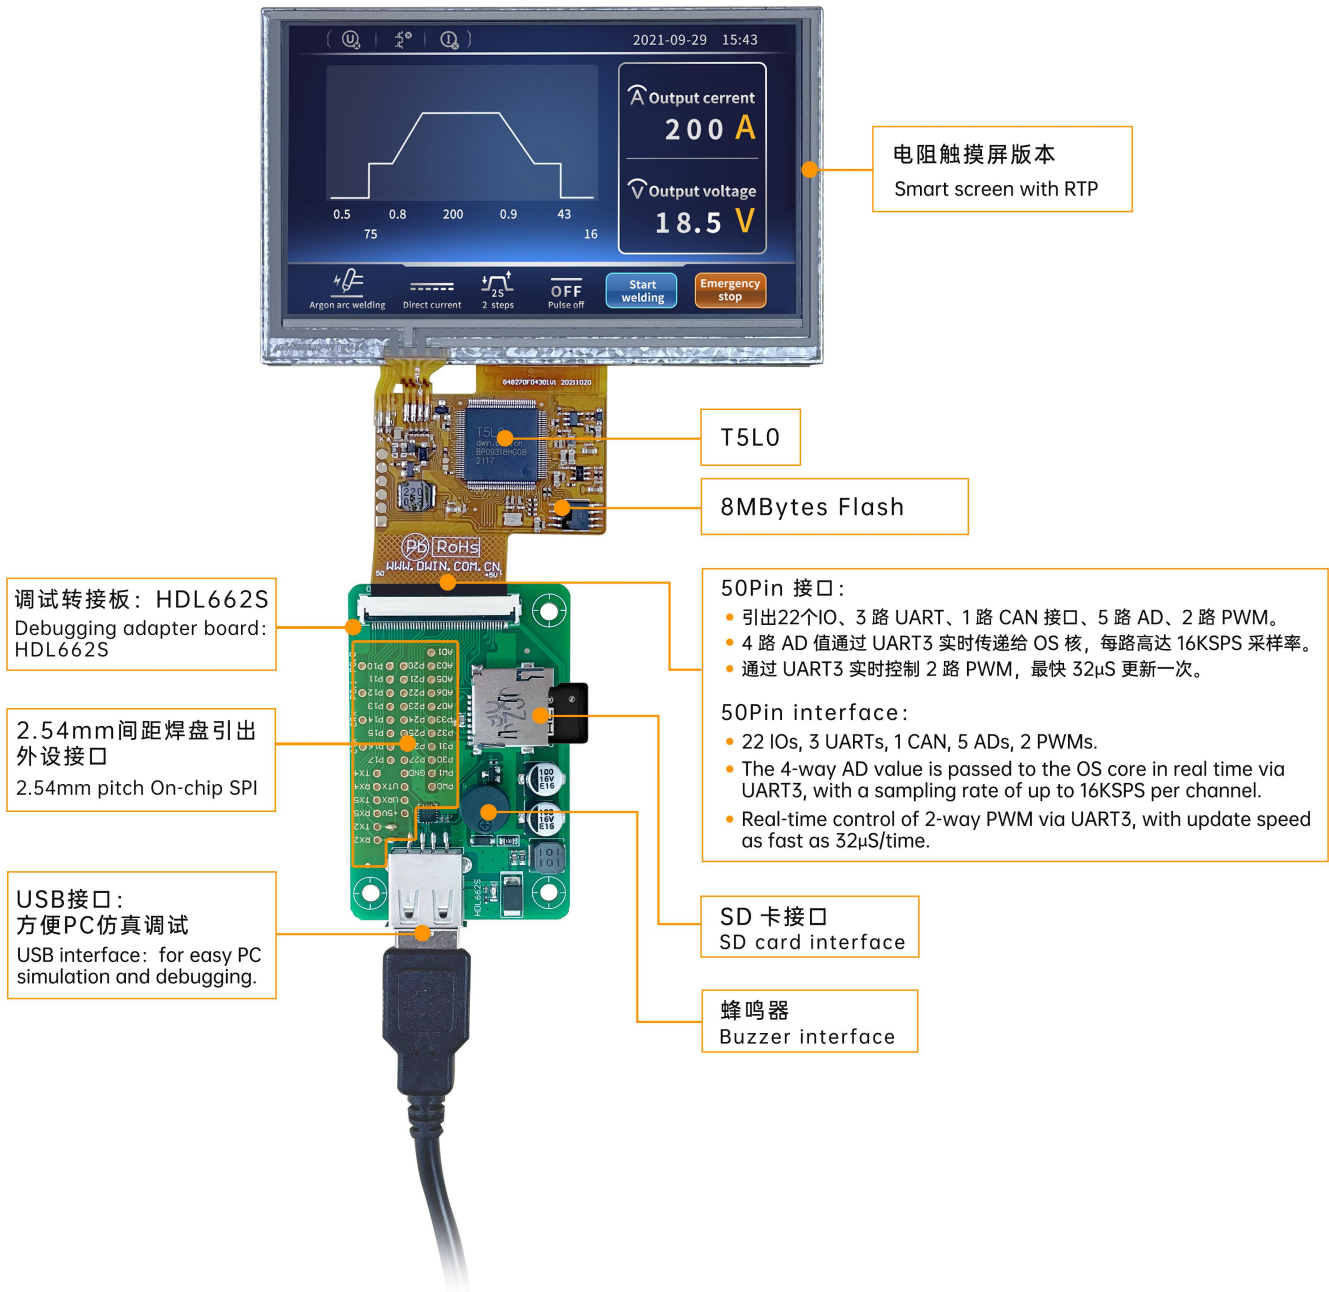 2021-09-29 15:43
Output cerrent
200 A
Output voltage
18.5 V
0.5 0.8 200 0.9 43
75 16
Argon arc welding
Direct current
2S
2 steps
OFF
Pulse off
Start
welding
Emergency
stop
电阻触摸屏版本
Smart screen with RTP
G48270F04301V1 20211020
T5L0
8MBytes Flash
Pb RoHs
WWW.DWIN.COM.CN
50 +5V
调试转接板：HDL662S
Debugging adapter board:
HDL662S
2.54mm间距焊盘引出
外设接口
2.54mm pitch On-chip SPI
USB接口：
方便PC仿真调试
USB interface: for easy PC
simulation and debugging.
50Pin 接口：
• 引出22个IO、3 路 UART、1 路 CAN 接口、5 路 AD、2 路 PWM。
• 4 路 AD 值通过 UART3 实时传递给 OS 核，每路高达 16KSPS 采样率。
• 通过 UART3 实时控制 2 路 PWM，最快 32μS 更新一次。
50Pin interface:
• 22 IOs, 3 UARTs, 1 CAN, 5 ADs, 2 PWMs.
• The 4-way AD value is passed to the OS core in real time via
UART3, with a sampling rate of up to 16KSPS per channel.
• Real-time control of 2-way PWM via UART3, with update speed
as fast as 32μS/time.
SD 卡接口
SD card interface
蜂鸣器
Buzzer interface
100
16V
E16
100
16V
E16
HDL662S